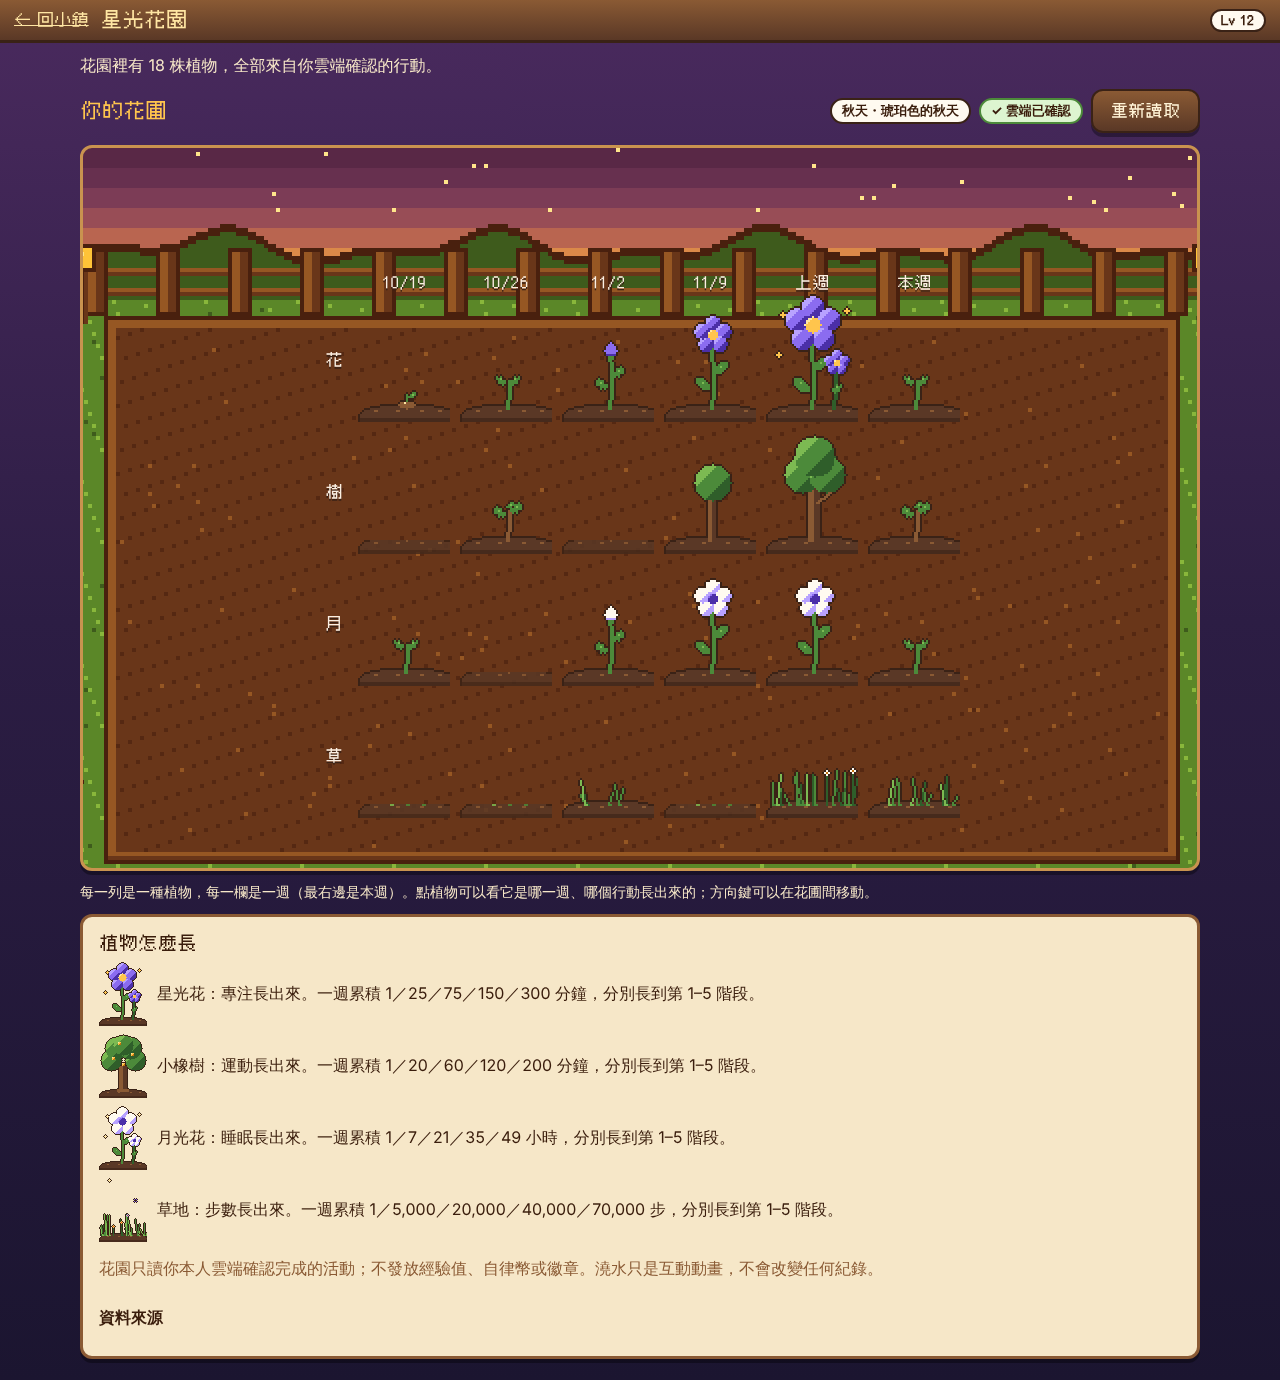 ← 回小鎮 星光花園 Lv 12
花園裡有 18 株植物，全部來自你雲端確認的行動。
你的花圃 秋天·琥珀色的秋天 ✓ 雲端已確認 重新讀取
10/19 10/26 11/2 11/9 上週 本週
花
樹
月
草
每一列是一種植物，每一欄是一週（最右邊是本週）。點植物可以看它是哪一週、哪個行動長出來的；方向鍵可以在花圃間移動。
植物怎麼長
星光花：專注長出來。一週累積 1／25／75／150／300 分鐘，分別長到第 1–5 階段。
小橡樹：運動長出來。一週累積 1／20／60／120／200 分鐘，分別長到第 1–5 階段。
月光花：睡眠長出來。一週累積 1／7／21／35／49 小時，分別長到第 1–5 階段。
草地：步數長出來。一週累積 1／5,000／20,000／40,000／70,000 步，分別長到第 1–5 階段。
花園只讀你本人雲端確認完成的活動；不發放經驗值、自律幣或徽章。澆水只是互動動畫，不會改變任何紀錄。
資料來源